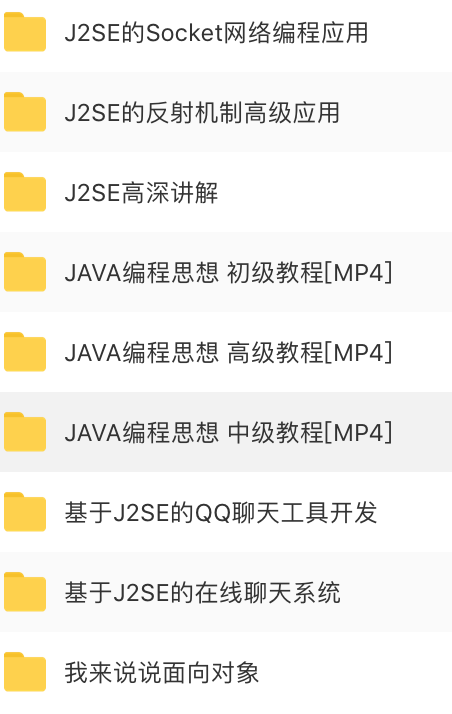 J2SE的Socket网络编程应用
J2SE的反射机制高级应用
J2SE高深讲解
JAVA编程思想 初级教程[MP4]
JAVA编程思想 高级教程[MP4]
JAVA编程思想 中级教程[MP4]
基于J2SE的QQ聊天工具开发
基于J2SE的在线聊天系统
我来说说面向对象